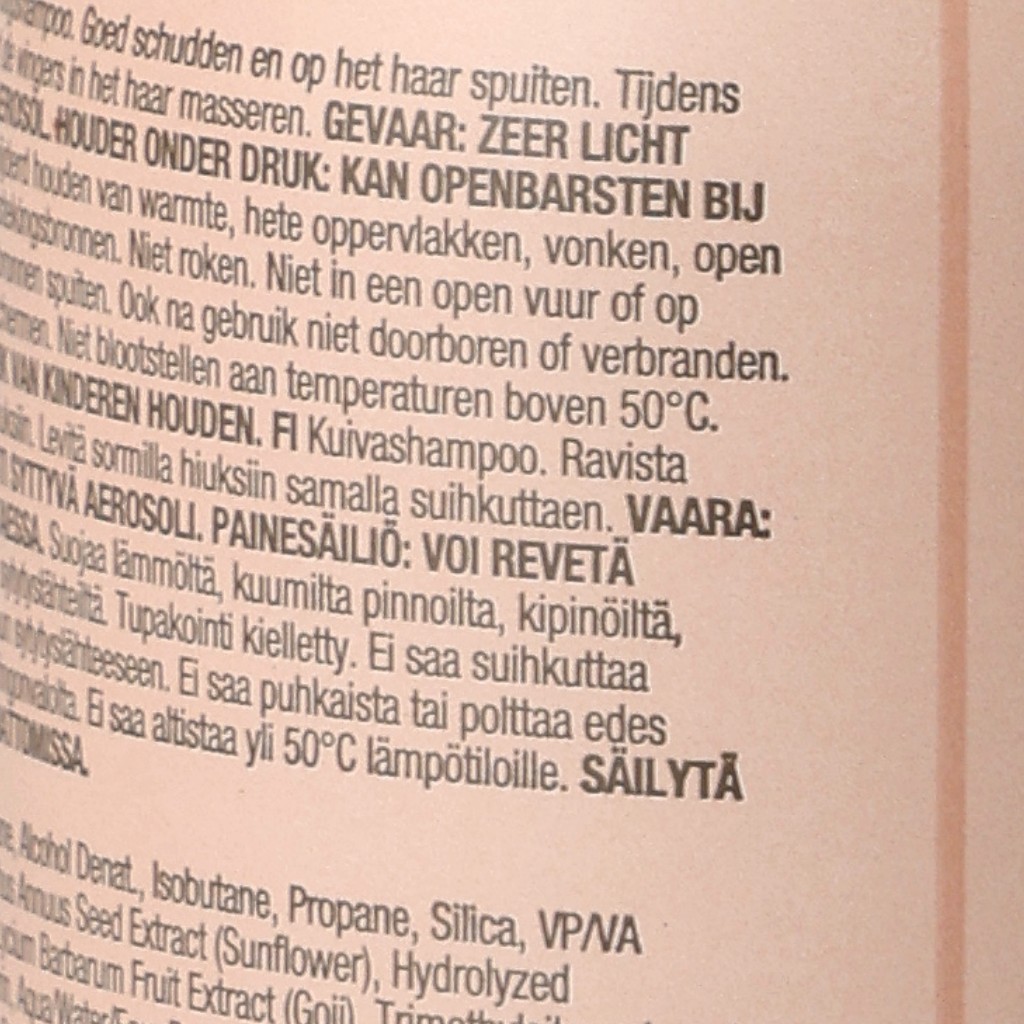 Goed schudden en op het haar spuiten. Tijdens
vingers in het haar masseren. GEVAAR: ZEER LICHT
HOUDER ONDER DRUK: KAN OPENBARSTEN BIJ
houden van warmte, hete oppervlakken, vonken, open
Niet roken. Niet in een open vuur of op
spuiten. Ook na gebruik niet doorboren of verbranden.
Niet blootstellen aan temperaturen boven 50°C.
VAN KINDEREN HOUDEN. FI Kuivashampoo. Ravista
Levitä sormilla hiuksiin samalla suihkuttaen. VAARA:
SYTTYVÄ AEROSOLI. PAINESÄILIÖ: VOI REVETÄ
Suojaa lämmöltä, kuumilta pinnoilta, kipinöiltä,
Tupakointi kielletty. Ei saa suihkuttaa
sytytyslähteeseen. Ei saa puhkaista tai polttaa edes
Ei saa altistaa yli 50°C lämpötiloille. SÄILYTÄ
Alcohol Denat., Isobutane, Propane, Silica, VP/VA
Annuus Seed Extract (Sunflower), Hydrolyzed
Barbarum Fruit Extract (Goji),